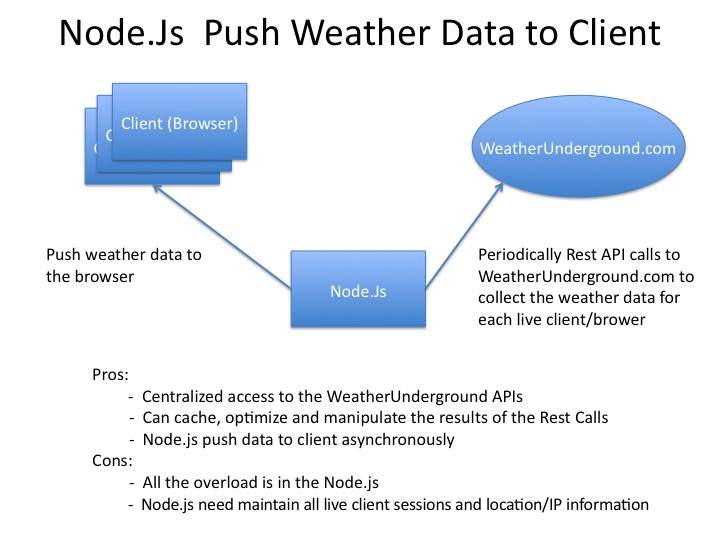 Node.Js  Push Weather Data to Client
Client (Browser)
C
WeatherUnderground.com
Push weather data to
the browser
Node.Js
Periodically Rest API calls to
WeatherUnderground.com to
collect the weather data for
each live client/brower
Pros:
- Centralized access to the WeatherUnderground APIs
- Can cache, optimize and manipulate the results of the Rest Calls
- Node.js push data to client asynchronously
Cons:
- All the overload is in the Node.js
- Node.js need maintain all live client sessions and location/IP information